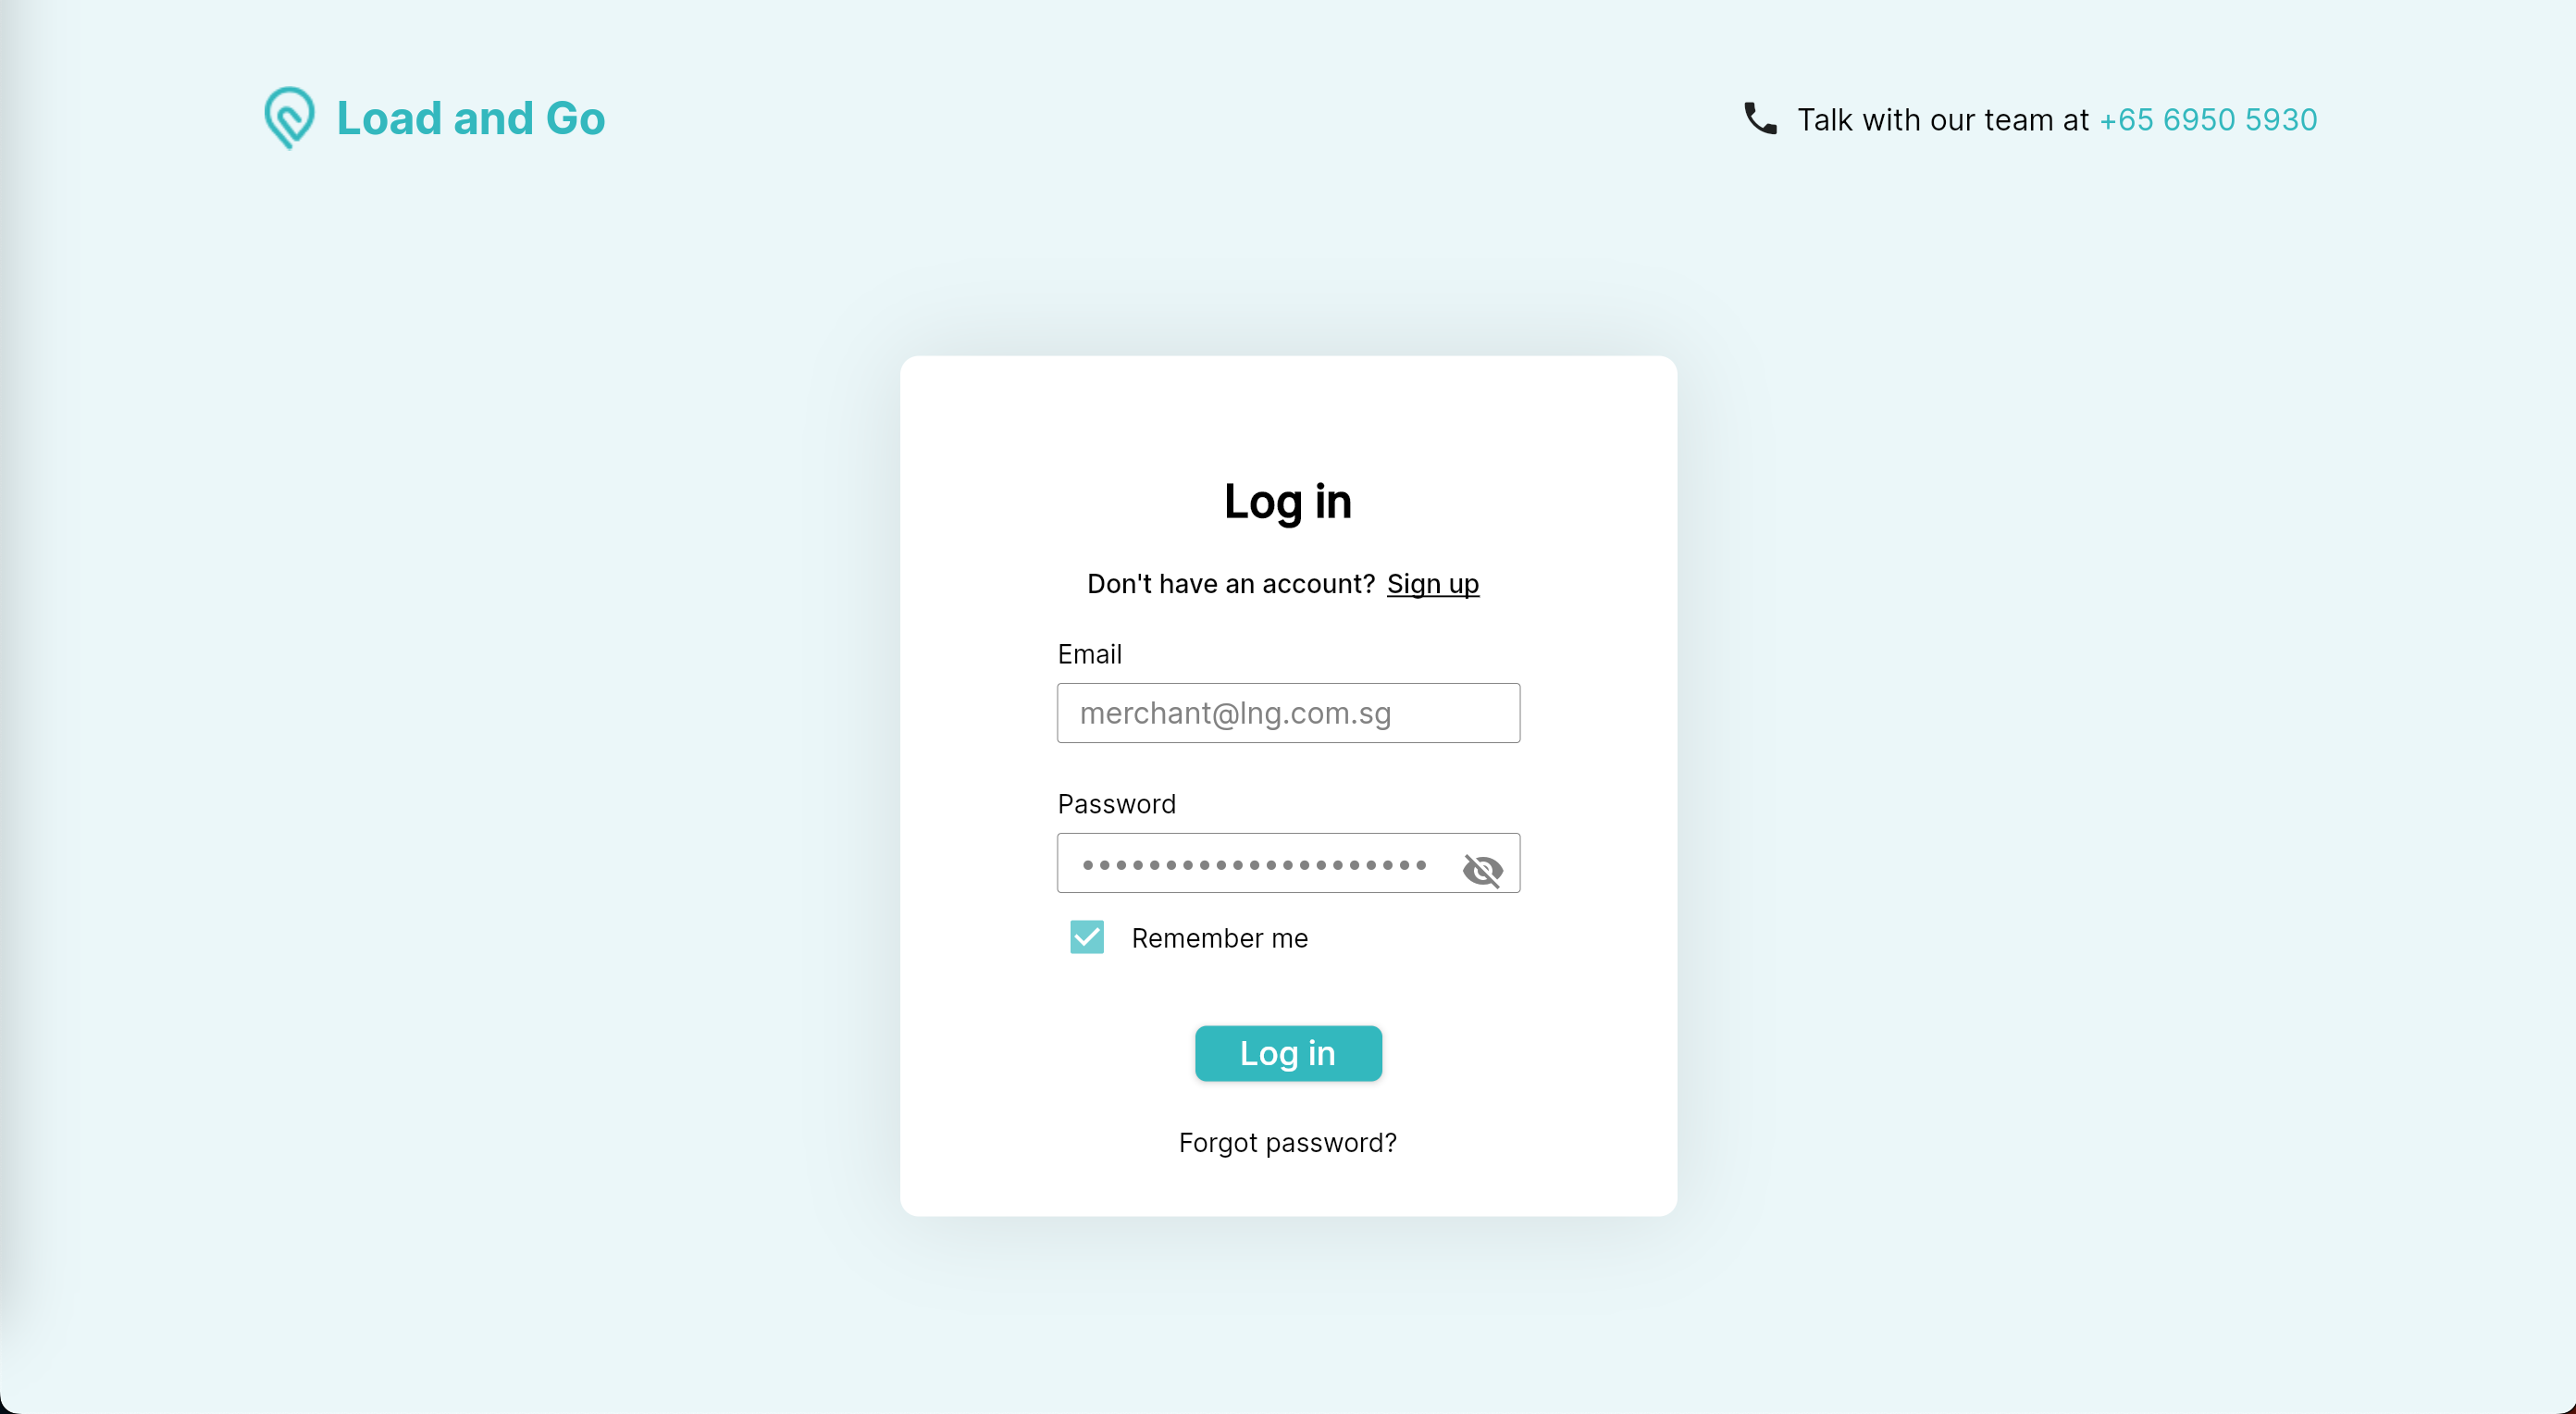 Load and Go
Talk with our team at +65 6950 5930
Log in
Don't have an account? Sign up
Email
merchant@lng.com.sg
Password
•••••••••••••••••••••
Remember me
Log in
Forgot password?